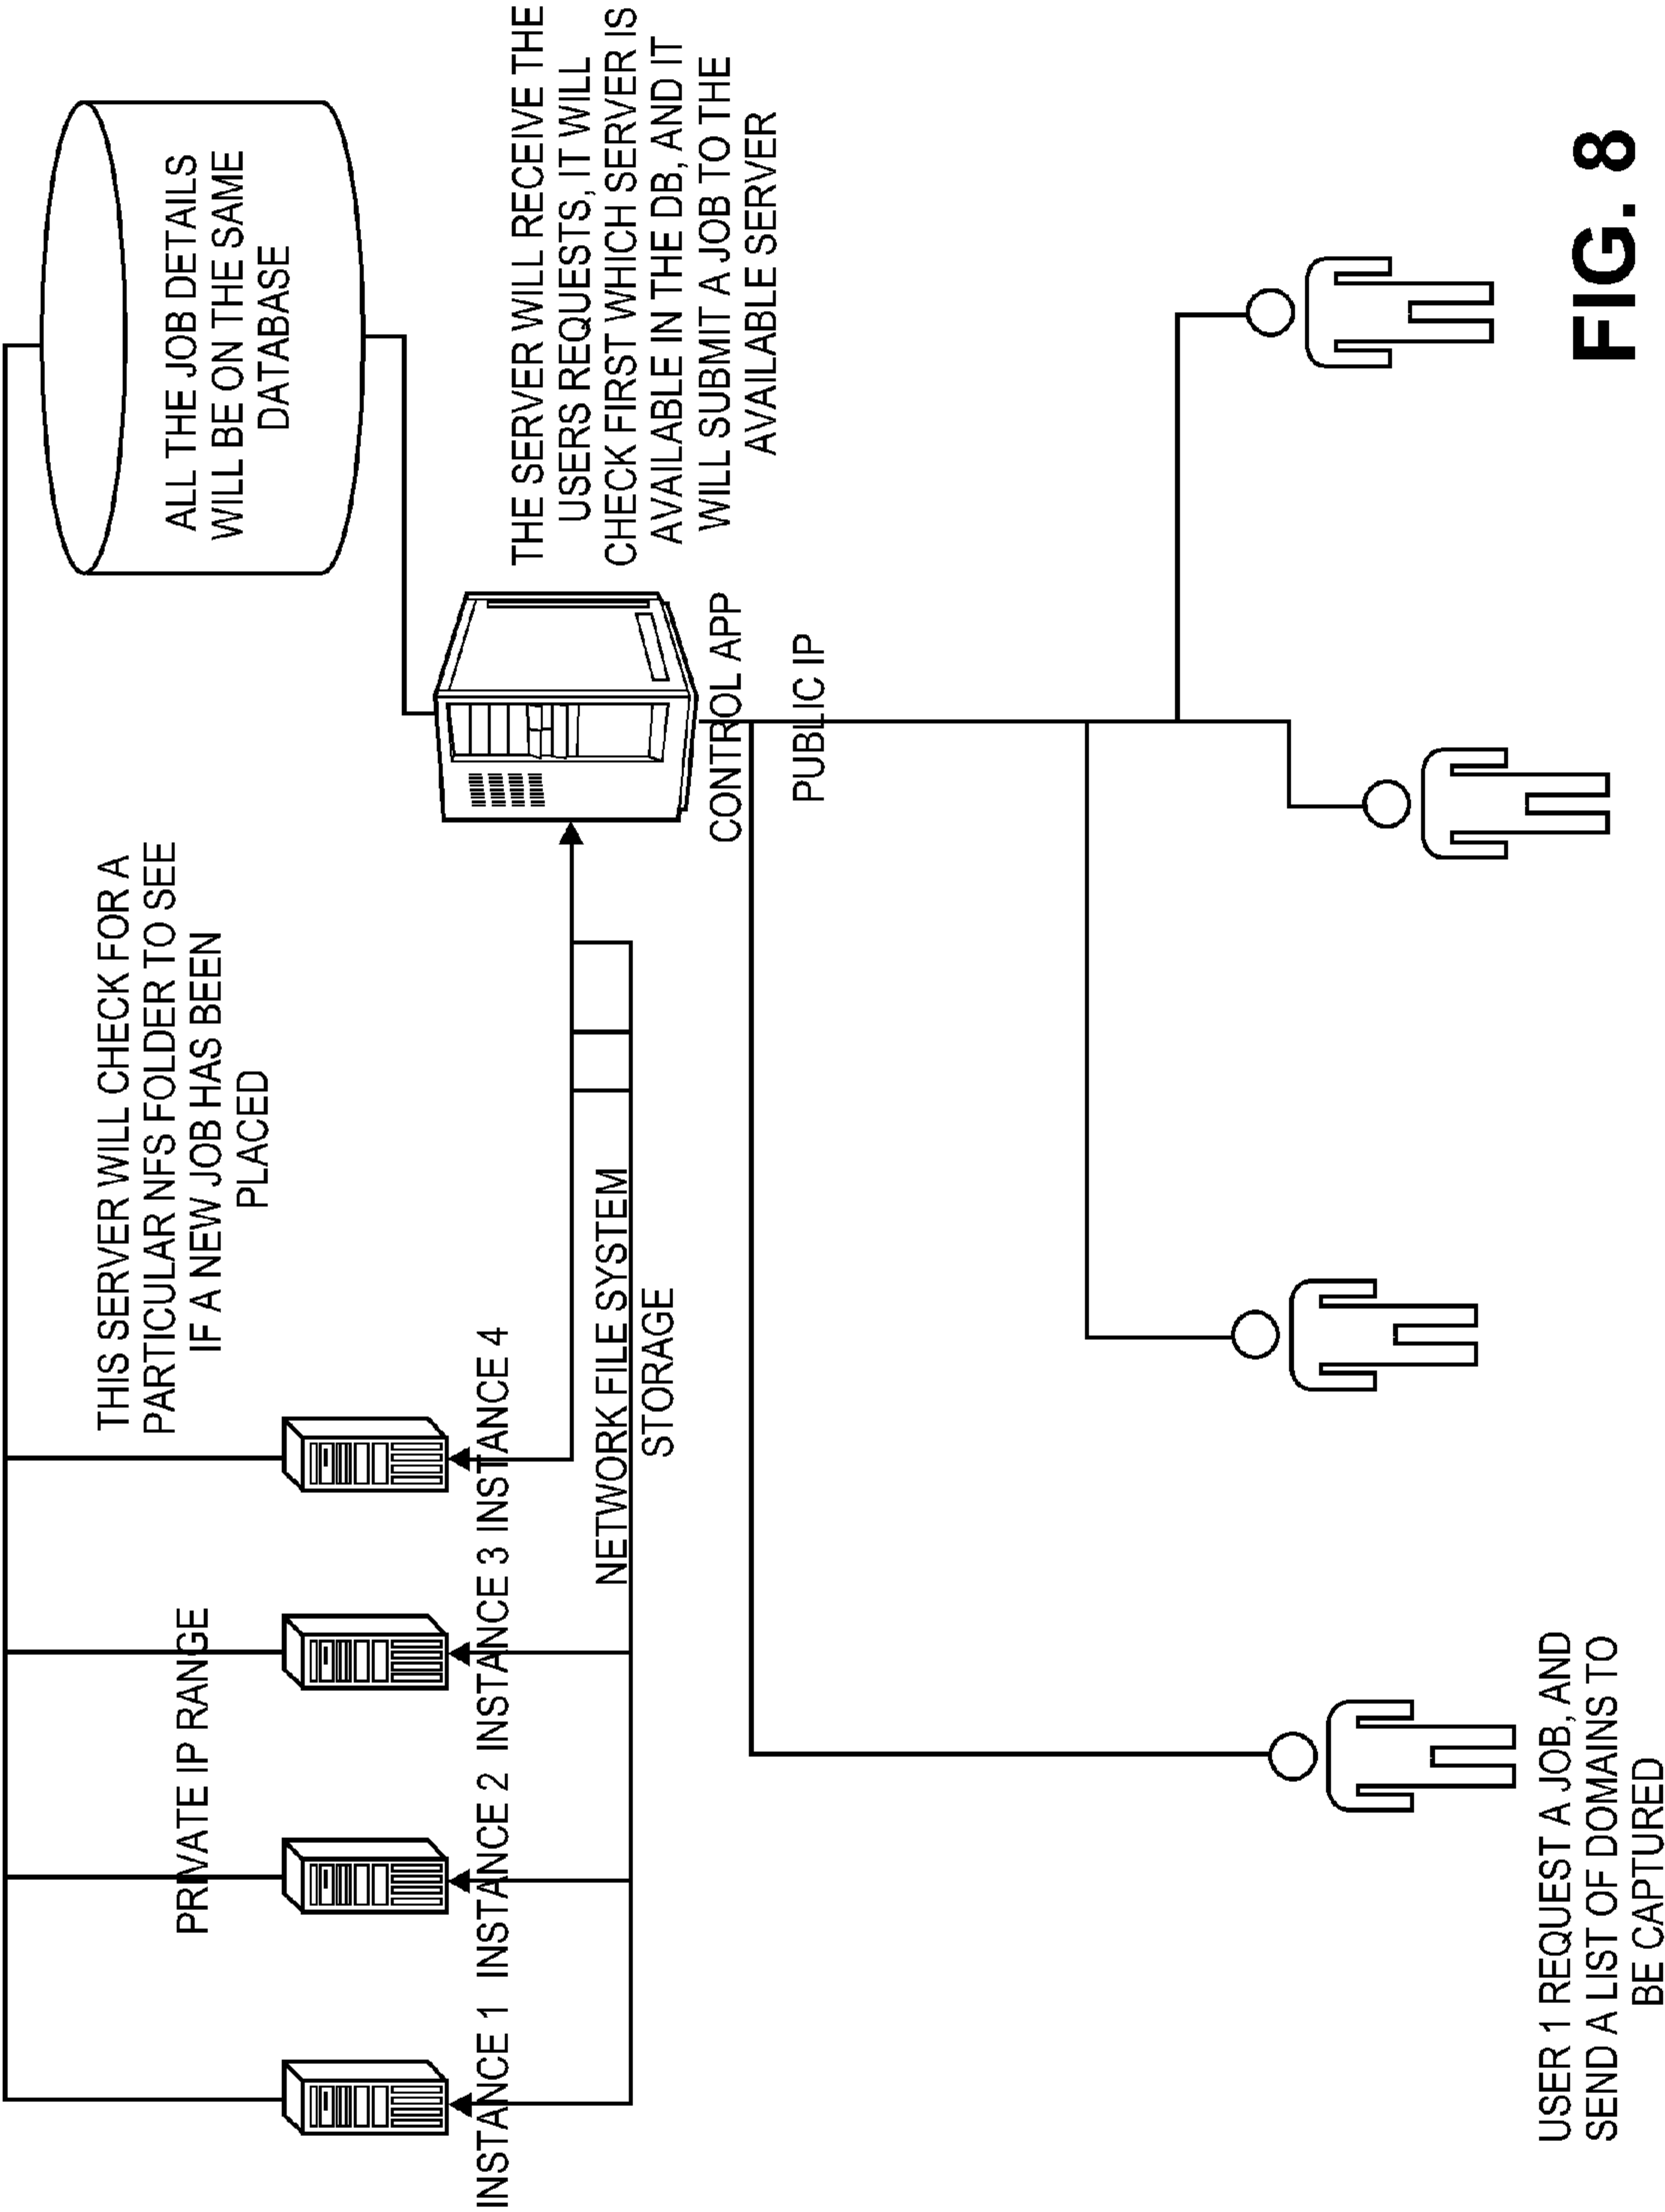 ALL THE JOB DETAILS
WILL BE ON THE SAME
DATABASE
THIS SERVER WILL CHECK FOR A
PARTICULAR NFS FOLDER TO SEE
IF A NEW JOB HAS BEEN
PLACED
PRIVATE IP RANGE
INSTANCE 1 INSTANCE 2 INSTANCE 3 INSTANCE 4
NETWORK FILE SYSTEM
STORAGE
THE SERVER WILL RECEIVE THE
USERS REQUESTS, IT WILL
CHECK FIRST WHICH SERVER IS
AVAILABLE IN THE DB, AND IT
WILL SUBMIT A JOB TO THE
AVAILABLE SERVER
CONTROL APP
PUBLIC IP
USER 1 REQUEST A JOB, AND
SEND A LIST OF DOMAINS TO
BE CAPTURED
FIG. 8